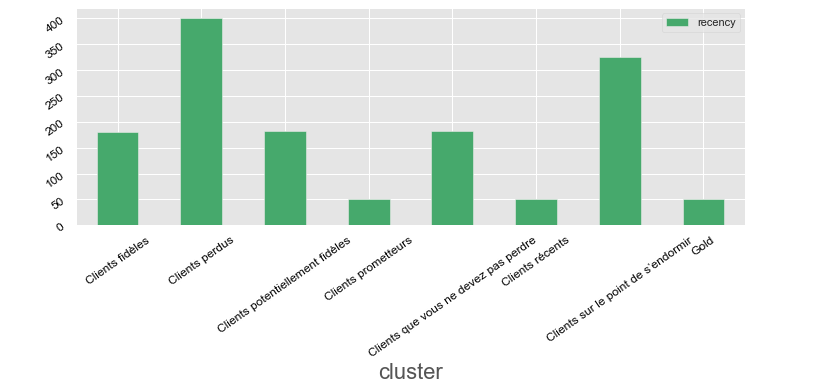 400
350
300
250
200
150
100
50
0
recency
Clients fidèles
Clients perdus
Clients potentiellement fidèles
Clients prometteurs
Clients que vous ne devez pas perdre
Clients récents
Clients sur le point de s'endormir
Gold
cluster